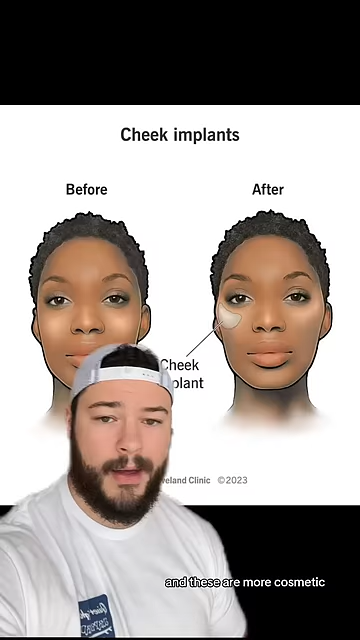 Cheek implants
Before
After
Cheek
plant
veland Clinic ©2023
and these are more cosmetic